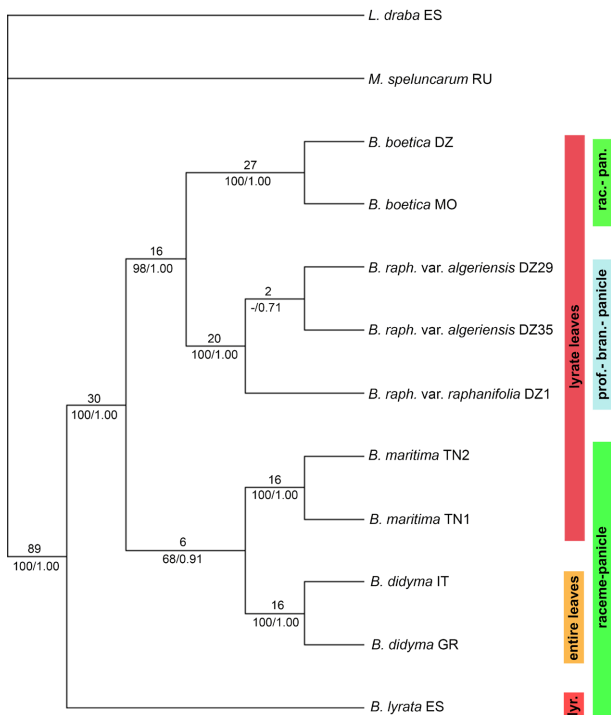 L. draba ES
M. speluncarum RU
B. boetica DZ
27
100/1.00
B. boetica MO
16
98/1.00
B. raph. var. algeriensis DZ29
2
-/0.71
B. raph. var. algeriensis DZ35
20
100/1.00
B. raph. var. raphanifolia DZ1
30
100/1.00
B. maritima TN2
16
100/1.00
B. maritima TN1
6
68/0.91
89
100/1.00
B. didyma IT
16
100/1.00
B. didyma GR
B. lyrata ES
lyrate leaves
entire leaves
lyr.
rac.- pan.
prof.- bran.- panicle
raceme-panicle